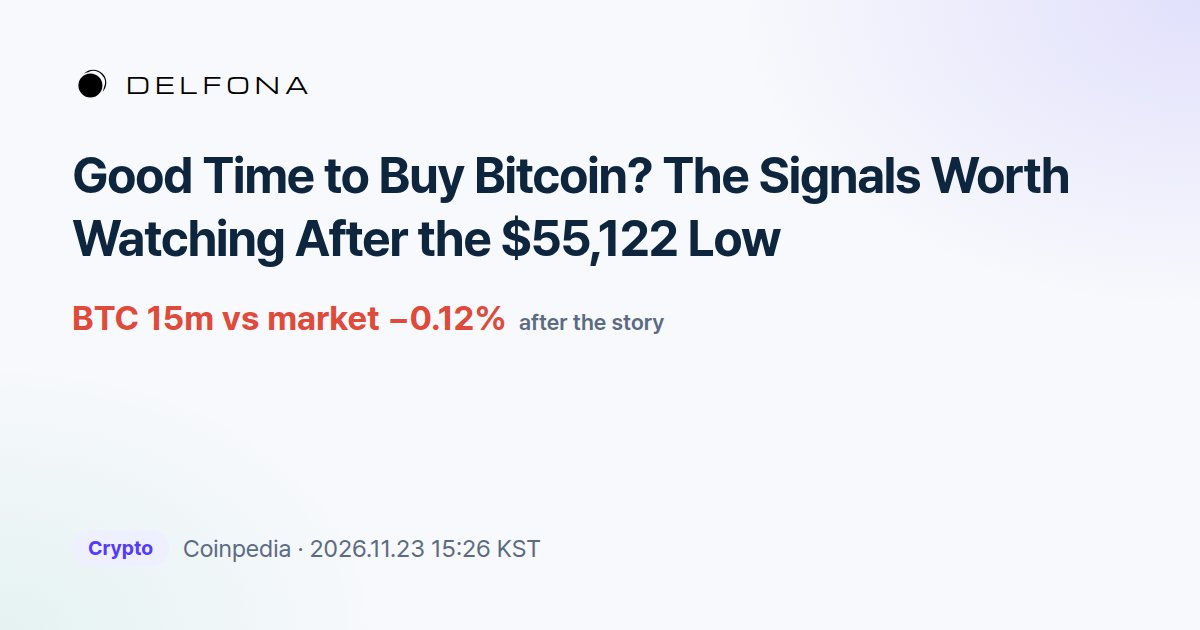 DELFONA
Good Time to Buy Bitcoin? The Signals Worth
Watching After the $55,122 Low
BTC 15m vs market −0.12% after the story
Crypto Coinpedia · 2026.11.23 15:26 KST